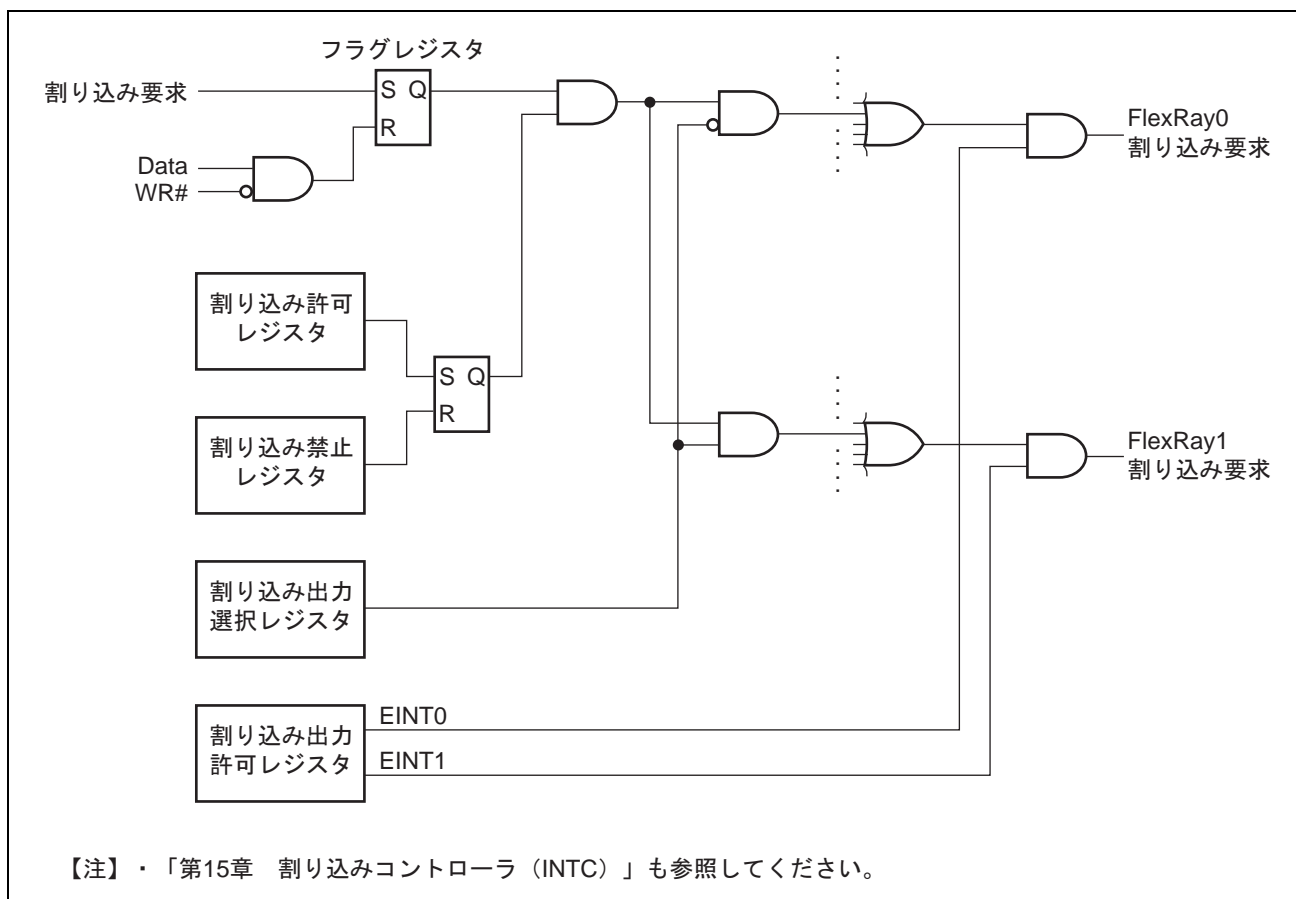 フラグレジスタ
割り込み要求
S Q
R
Data
WR#
FlexRay0
割り込み要求
割り込み許可
レジスタ
S Q
R
割り込み禁止
レジスタ
FlexRay1
割り込み要求
割り込み出力
選択レジスタ
割り込み出力
許可レジスタ
EINT0
EINT1
【注】・「第15章　割り込みコントローラ（INTC）」も参照してください。